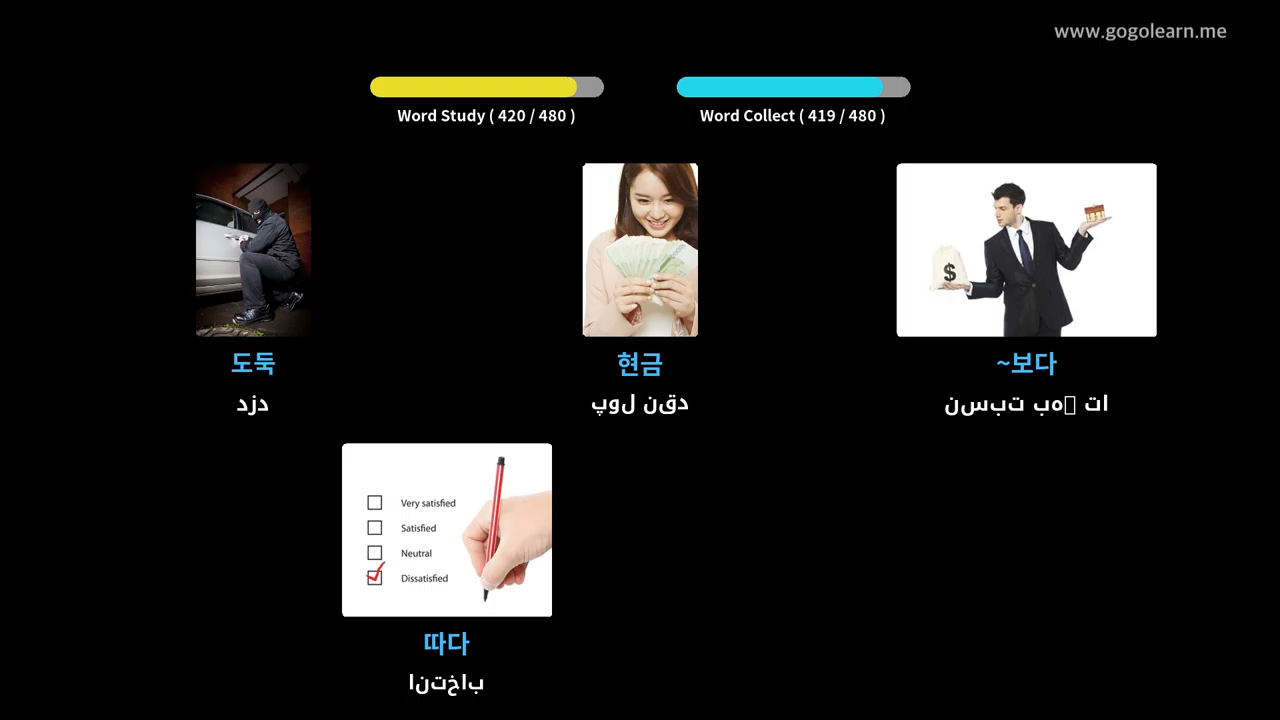 www.gogolearn.me
Word Study ( 420 / 480 )
Word Collect ( 419 / 480 )
도둑
دزد
현금
پول نقد
$
~보다
نسبت به تا
Very satisfied
Satisfied
Neutral
Dissatisfied
따다
انتخاب